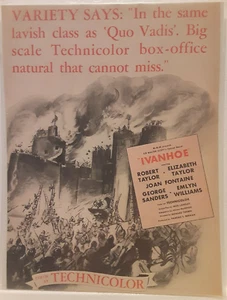 VARIETY SAYS: "In the same
lavish class as 'Quo Vadis'. Big
scale Technicolor box-office
natural that cannot miss."
IVANHOE
ROBERT TAYLOR · ELIZABETH TAYLOR
JOAN FONTAINE
GEORGE SANDERS · EMLYN WILLIAMS
TECHNICOLOR